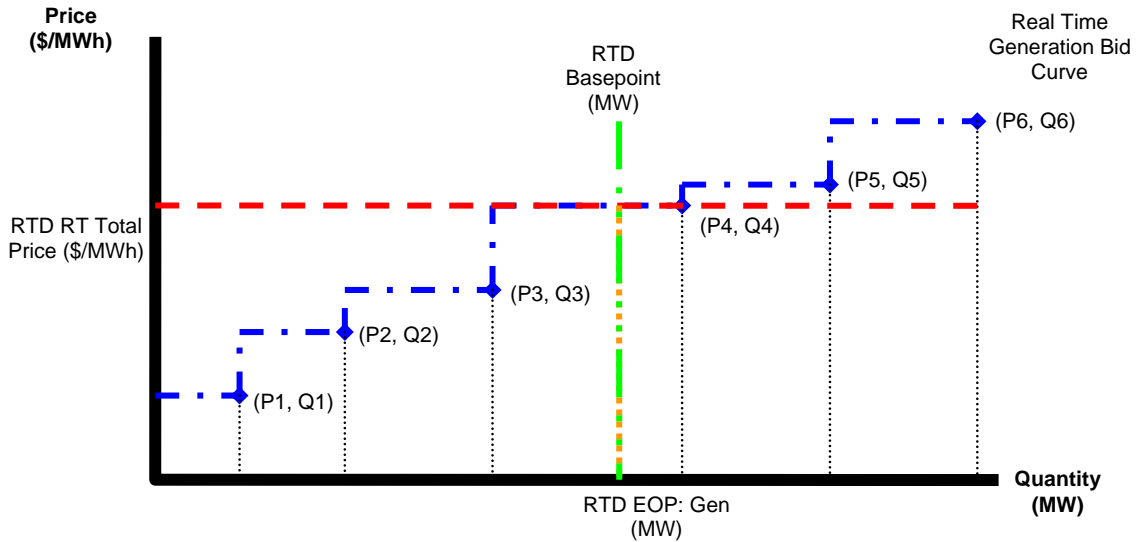 Price
($/MWh)
Real Time
Generation Bid
Curve
RTD
Basepoint
(MW)
(P6, Q6)
(P5, Q5)
(P4, Q4)
RTD RT Total
Price ($/MWh)
(P3, Q3)
(P2, Q2)
(P1, Q1)
Quantity
(MW)
RTD EOP: Gen
(MW)